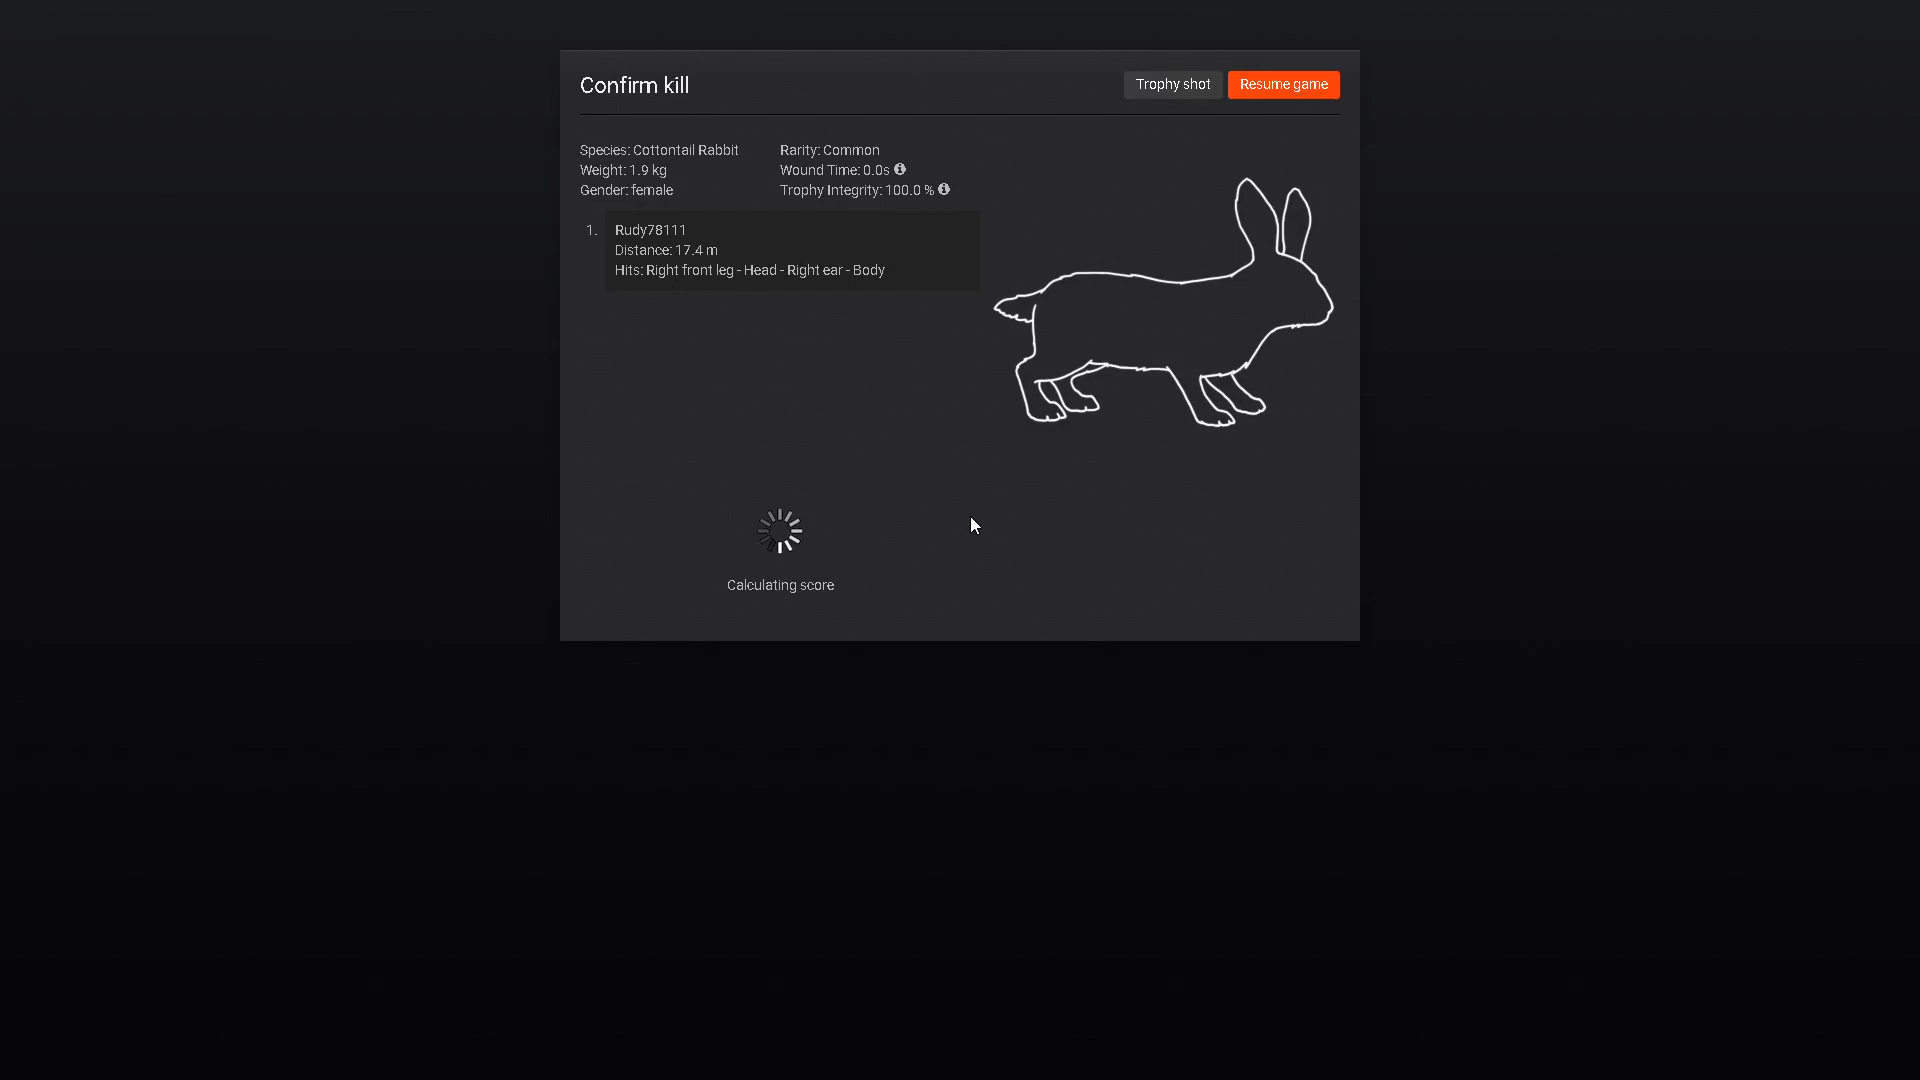 Confirm kill
Trophy shot
Resume game
Species: Cottontail Rabbit
Weight: 1.9 kg
Gender: female
Rarity: Common
Wound Time: 0.0s
Trophy Integrity: 100.0 %
1.
Rudy78111
Distance: 17.4 m
Hits: Right front leg - Head - Right ear - Body
Calculating score